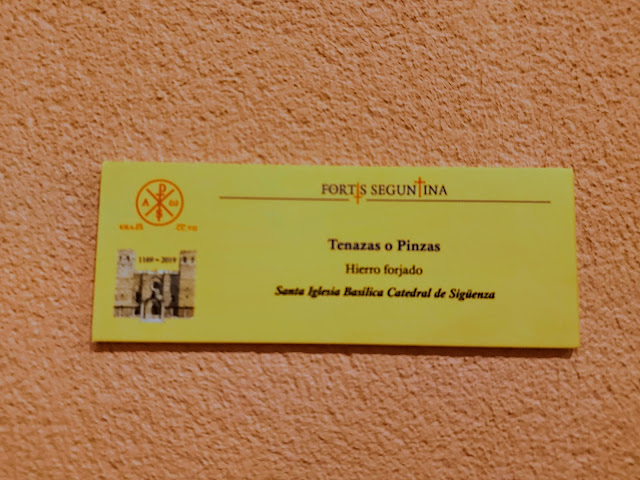 FORTIS SEGUNTINA
Tenazas o Pinzas
Hierro forjado
Santa Iglesia Basílica Catedral de Sigüenza
Α ω
1169 ~ 2019